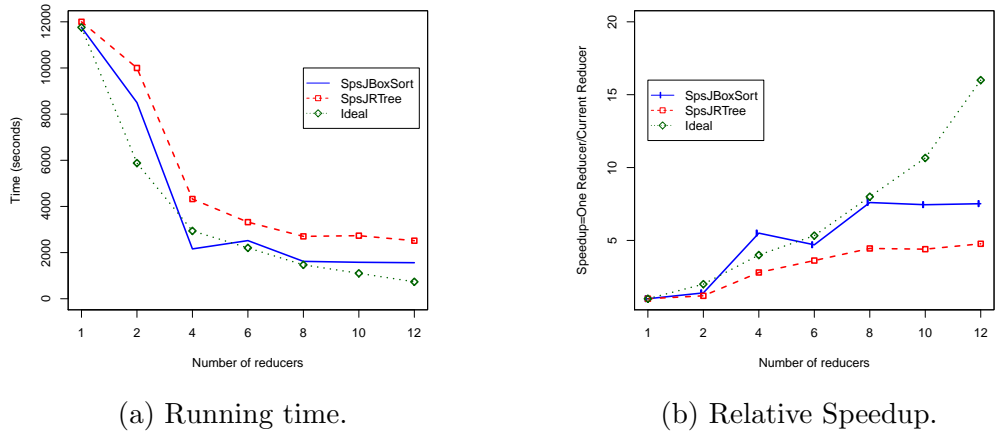 Time (seconds)
12000
10000
8000
6000
4000
2000
0
SpsJBoxSort
SpsJRTree
Ideal
1 2 4 6 8 10 12
Number of reducers
(a) Running time.
Speedup=One Reducer/Current Reducer
20
15
10
5
SpsJBoxSort
SpsJRTree
Ideal
1 2 4 6 8 10 12
Number of reducers
(b) Relative Speedup.